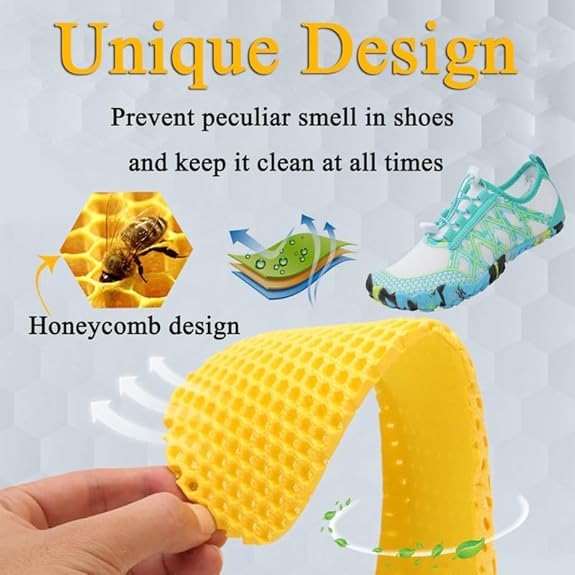 Unique Design
Prevent peculiar smell in shoes
and keep it clean at all times
Honeycomb design